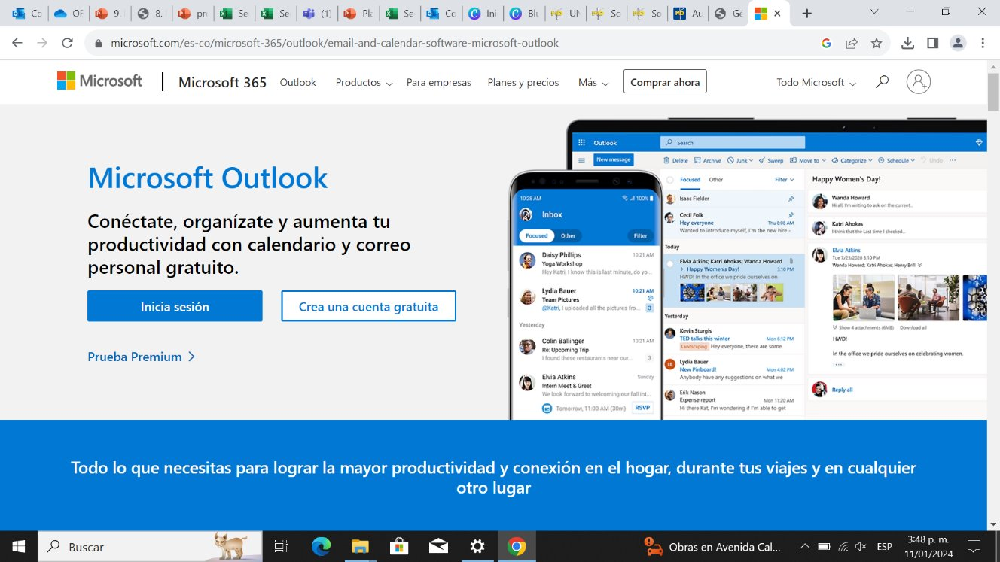 Co
OF
9.
8.
pro
Se
Se
(1)
Pla
Se
Co
Ini
Blu
UN
So
So
Au
Gé
microsoft.com/es-co/microsoft-365/outlook/email-and-calendar-software-microsoft-outlook
Microsoft
Microsoft 365
Outlook
Productos
Para empresas
Planes y precios
Más
Comprar ahora
Todo Microsoft
Microsoft Outlook
Conéctate, organízate y aumenta tu
productividad con calendario y correo
personal gratuito.
Inicia sesión
Crea una cuenta gratuita
Prueba Premium
10:28 AM
100%
Inbox
Focused
Other
Filter
Daisy Phillips
10:21 AM
Yoga Workshop
Hey Katri, I know this is last minute, do yo...
Lydia Bauer
10:21 AM
Team Pictures
@
@Katri, I uploaded all the pictures fro...
3
Yesterday
Colin Ballinger
10:21 AM
Re: Upcoming Trip
I found these restaurants near our...
3
Elvia Atkins
Sunday
Intern Meet & Greet
We look forward to welcoming our fall int...
Tomorrow, 11:00 AM (30m)
RSVP
Outlook
Search
New message
Delete
Archive
Junk
Sweep
Move to
Categorize
Schedule
Undo
Focused
Other
Filter
Isaac Fielder
Cecil Folk
Hey everyone
Thu 8:08 AM
Wanted to introduce myself, I'm the new hire -
Today
Elvia Atkins; Katri Ahokas; Wanda Howard
> Happy Women's Day!
3:10 PM
HWD! In the office we pride ourselves on
Yesterday
Kevin Sturgis
TED talks this winter
Mon 6:12 PM
Landscaping Hey everyone, there are some
LB
Lydia Bauer
New Pinboard!
Mon 4:02 PM
Anybody have any suggestions on what we
Erik Nason
Expense report
Mon 11:20 AM
Hi there Kat, I'm wondering if I'm able to get
Happy Women's Day!
Wanda Howard
Hi all, I'm writing to ask on the current...
Katri Ahokas
I think that the Last time I checked...
Elvia Atkins
Tue 7/23/2020 3:10 PM
Wanda Howard; Katri Ahokas; Henry Brill
Show 4 attachments (6MB)
Download all
HWD!
In the office we pride ourselves on celebrating women.
...
Reply all
Todo lo que necesitas para lograr la mayor productividad y conexión en el hogar, durante tus viajes y en cualquier
otro lugar
Buscar
Obras en Avenida Cal...
ESP
3:48 p. m.
11/01/2024